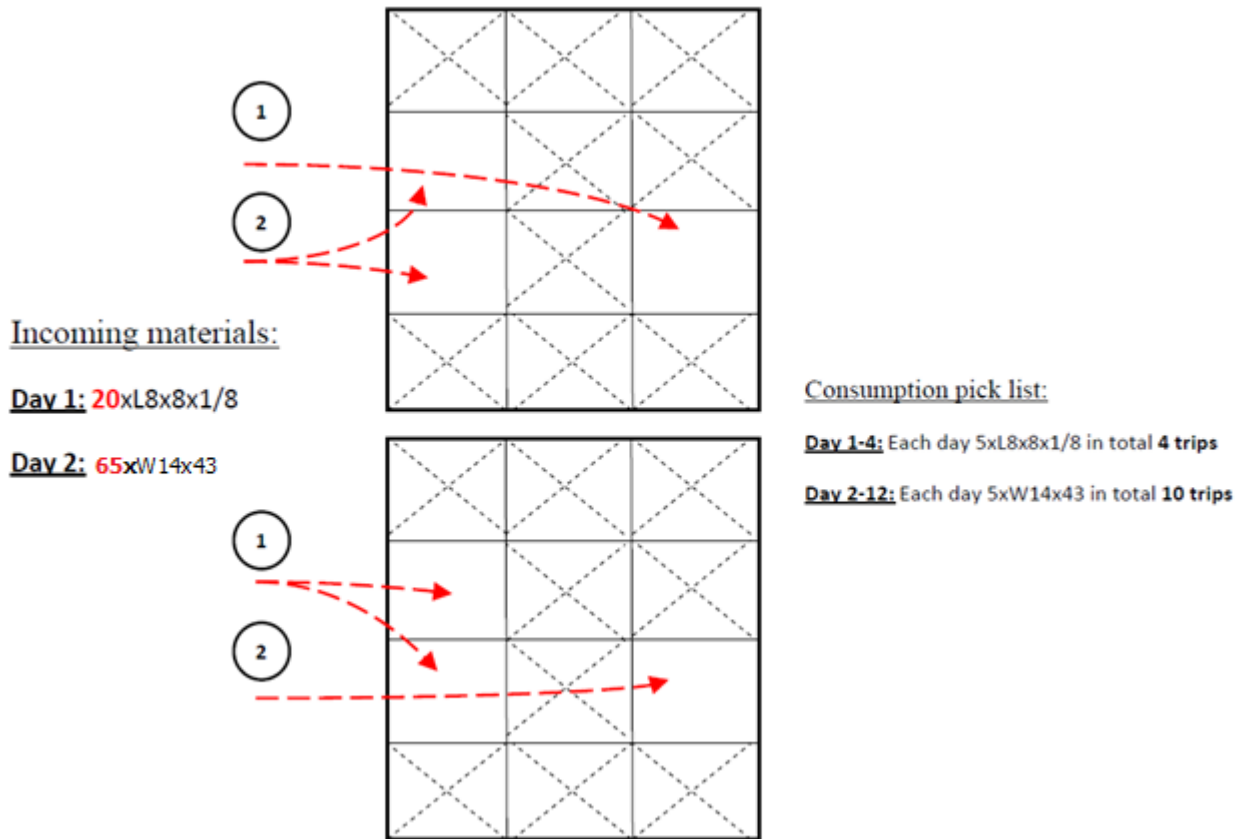 1
2
Incoming materials:
Day 1: 20xL8x8x1/8
Day 2: 65xW14x43
Consumption pick list:
Day 1-4: Each day 5xL8x8x1/8 in total 4 trips
Day 2-12: Each day 5xW14x43 in total 10 trips
1
2